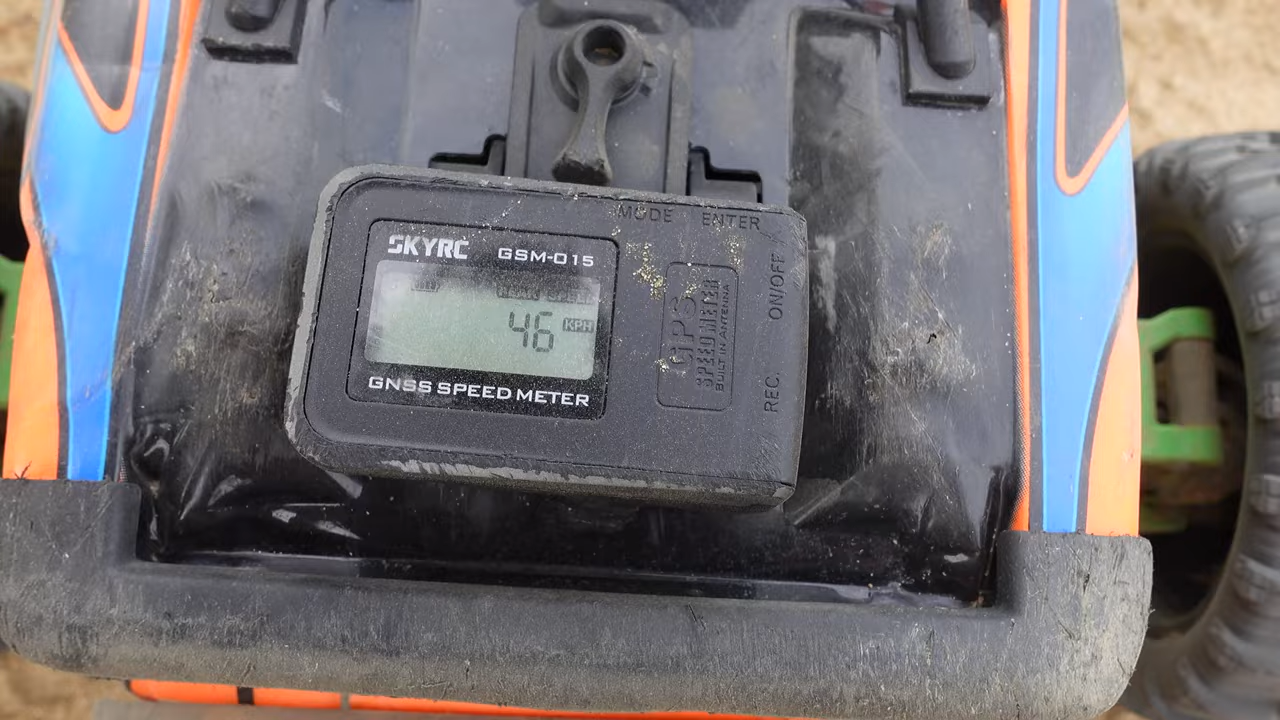 MODE ENTER
SKYRC GSM-015
46 KPH
GNSS SPEED METER
GPS
SPEED METER
BUILT IN ANTENNA
ON/OFF
REC.